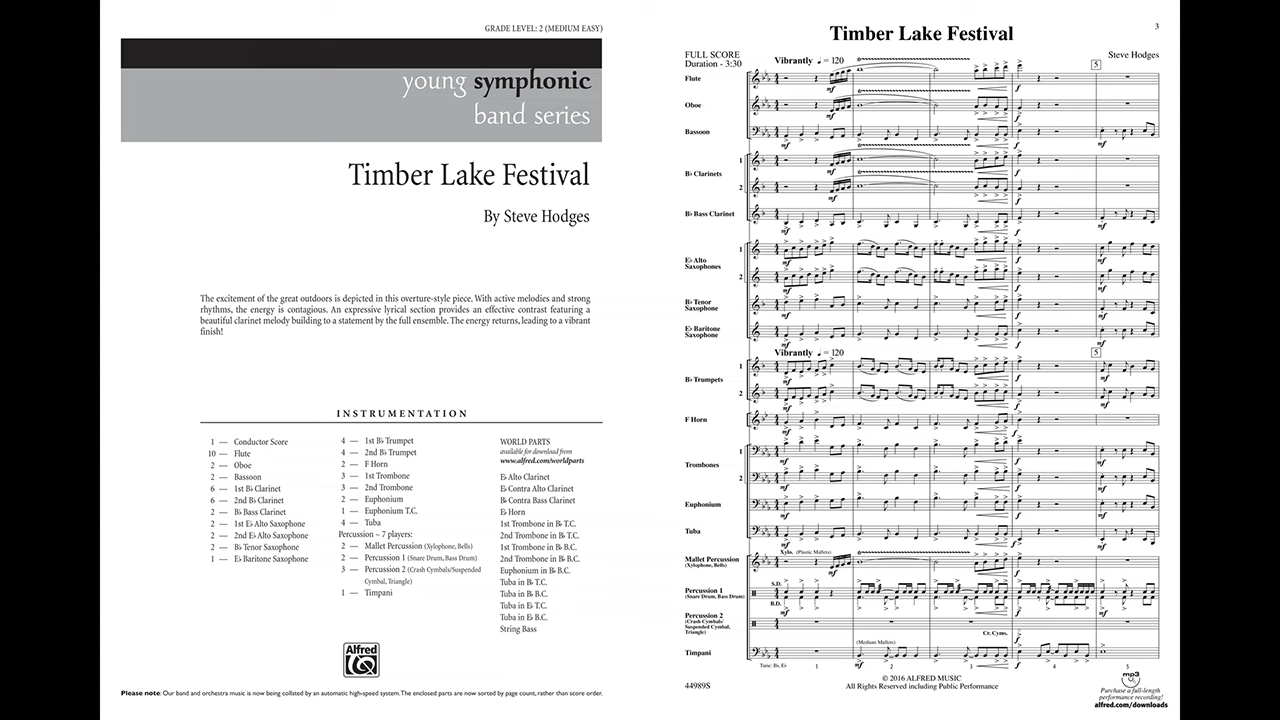 GRADE LEVEL: 2 (MEDIUM EASY)
young symphonic
band series
Timber Lake Festival
By Steve Hodges
The excitement of the great outdoors is depicted in this overture-style piece. With active melodies and strong
rhythms, the energy is contagious. An expressive lyrical section provides an effective contrast featuring a
beautiful clarinet melody building to a statement by the full ensemble. The energy returns, leading to a vibrant
finish!
INSTRUMENTATION
1 — Conductor Score
10 — Flute
2 — Oboe
2 — Bassoon
6 — 1st B♭ Clarinet
6 — 2nd B♭ Clarinet
2 — B♭ Bass Clarinet
2 — 1st E♭ Alto Saxophone
2 — 2nd E♭ Alto Saxophone
2 — B♭ Tenor Saxophone
1 — E♭ Baritone Saxophone
4 — 1st B♭ Trumpet
4 — 2nd B♭ Trumpet
2 — F Horn
3 — 1st Trombone
3 — 2nd Trombone
2 — Euphonium
1 — Euphonium T.C.
4 — Tuba
Percussion – 7 players:
2 — Mallet Percussion (Xylophone, Bells)
2 — Percussion 1 (Snare Drum, Bass Drum)
3 — Percussion 2 (Crash Cymbals/Suspended
Cymbal, Triangle)
1 — Timpani
WORLD PARTS
available for download from
www.alfred.com/worldparts
E♭ Alto Clarinet
E♭ Contra Alto Clarinet
B♭ Contra Bass Clarinet
E♭ Horn
1st Trombone in B♭ T.C.
2nd Trombone in B♭ T.C.
1st Trombone in B♭ B.C.
2nd Trombone in B♭ B.C.
Euphonium in B♭ B.C.
Tuba in B♭ T.C.
Tuba in B♭ B.C.
Tuba in E♭ T.C.
Tuba in E♭ B.C.
String Bass
Alfred
Please note: Our band and orchestra music is now being collated by an automatic high-speed system. The enclosed parts are now sorted by page count, rather than score order.
3
Timber Lake Festival
FULL SCORE
Duration - 3:30
Steve Hodges
Vibrantly ♩ = 120
5
Flute
Oboe
Bassoon
1
B♭ Clarinets
2
B♭ Bass Clarinet
1
E♭ Alto
Saxophones
2
B♭ Tenor
Saxophone
E♭ Baritone
Saxophone
Vibrantly ♩ = 120
5
1
B♭ Trumpets
2
F Horn
1
Trombones
2
Euphonium
Tuba
Xylo. (Plastic Mallets)
Mallet Percussion
(Xylophone, Bells)
S.D.
Percussion 1
(Snare Drum, Bass Drum)
B.D.
Percussion 2
(Crash Cymbals/
Suspended Cymbal,
Triangle)
Cr. Cyms.
(Medium Mallets)
Timpani
Tune: B♭, E♭
1 2 3 4 5
44989S
© 2016 ALFRED MUSIC
All Rights Reserved including Public Performance
mp3
Purchase a full-length
performance recording!
alfred.com/downloads